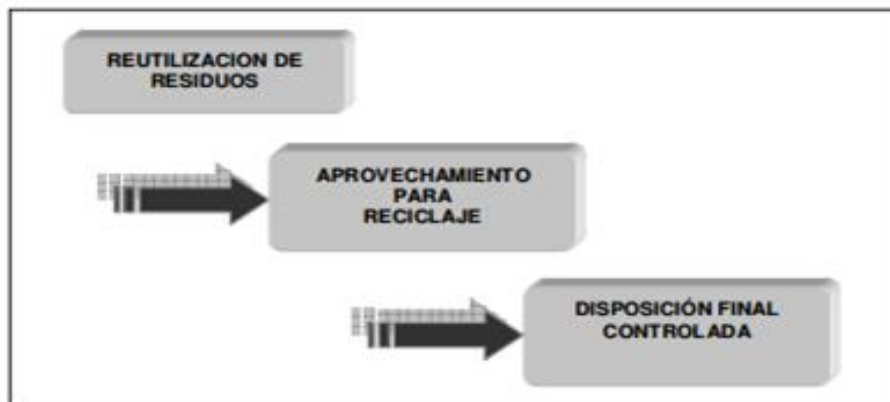 REUTILIZACION DE
RESIDUOS
APROVECHAMIENTO
PARA
RECICLAJE
DISPOSICIÓN FINAL
CONTROLADA